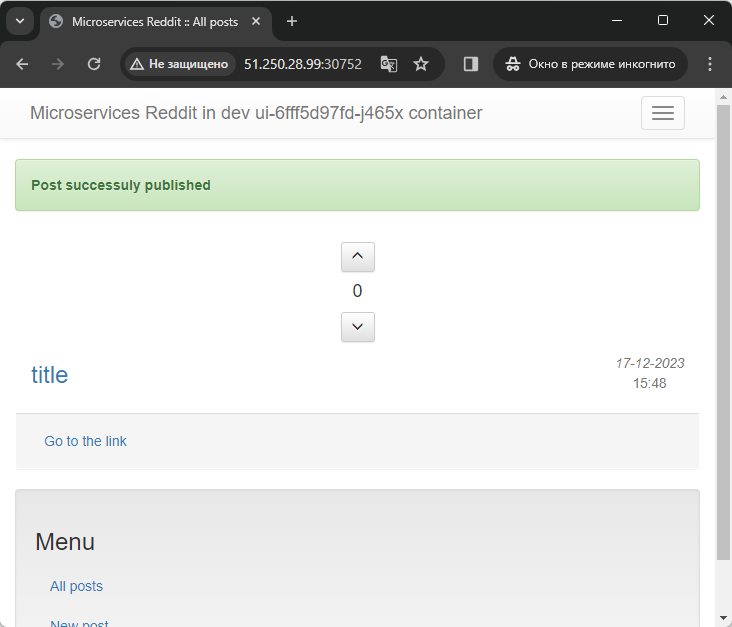 Microservices Reddit :: All posts
Не защищено
51.250.28.99:30752
Окно в режиме инкогнито
Microservices Reddit in dev ui-6fff5d97fd-j465x container
Post successuly published
0
title
17-12-2023
15:48
Go to the link
Menu
All posts
New post